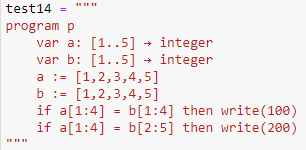 test14 = """
program p
    var a: [1..5] → integer
    var b: [1..5] → integer
    a := [1,2,3,4,5]
    b := [1,2,3,4,5]
    if a[1:4] = b[1:4] then write(100)
    if a[1:4] = b[2:5] then write(200)
"""